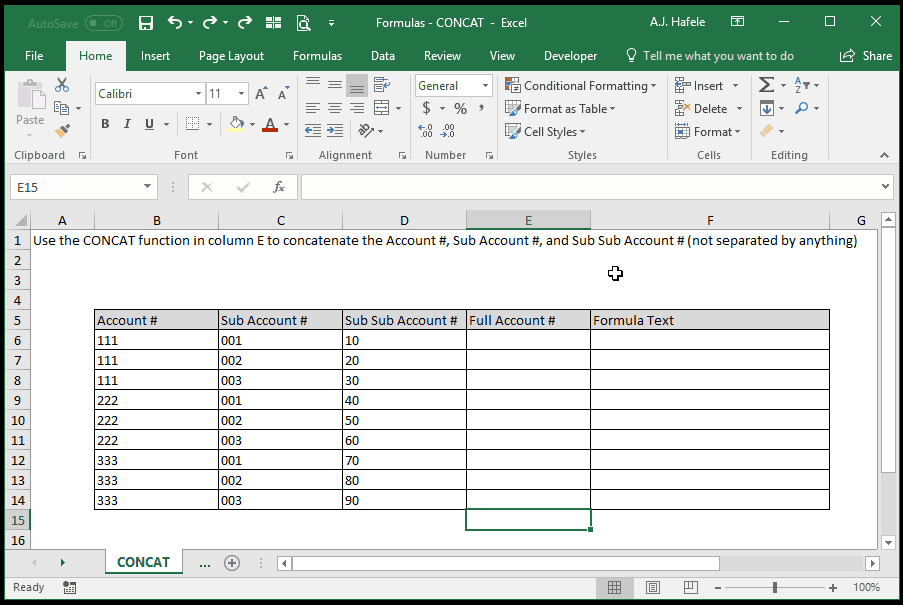 AutoSave Off Formulas - CONCAT - Excel A.J. Hafele
File Home Insert Page Layout Formulas Data Review View Developer Tell me what you want to do Share
Paste
Calibri 11 A A
B I U A
General
$ % ,
.0 .00
Conditional Formatting
Format as Table
Cell Styles
Insert
Delete
Format
Clipboard Font Alignment Number Styles Cells Editing
E15 fx
A B C D E F G
1 Use the CONCAT function in column E to concatenate the Account #, Sub Account #, and Sub Sub Account # (not separated by anything)
2
3
4
5 Account # Sub Account # Sub Sub Account # Full Account # Formula Text
6 111 001 10
7 111 002 20
8 111 003 30
9 222 001 40
10 222 002 50
11 222 003 60
12 333 001 70
13 333 002 80
14 333 003 90
15
16
CONCAT ...
Ready 100%